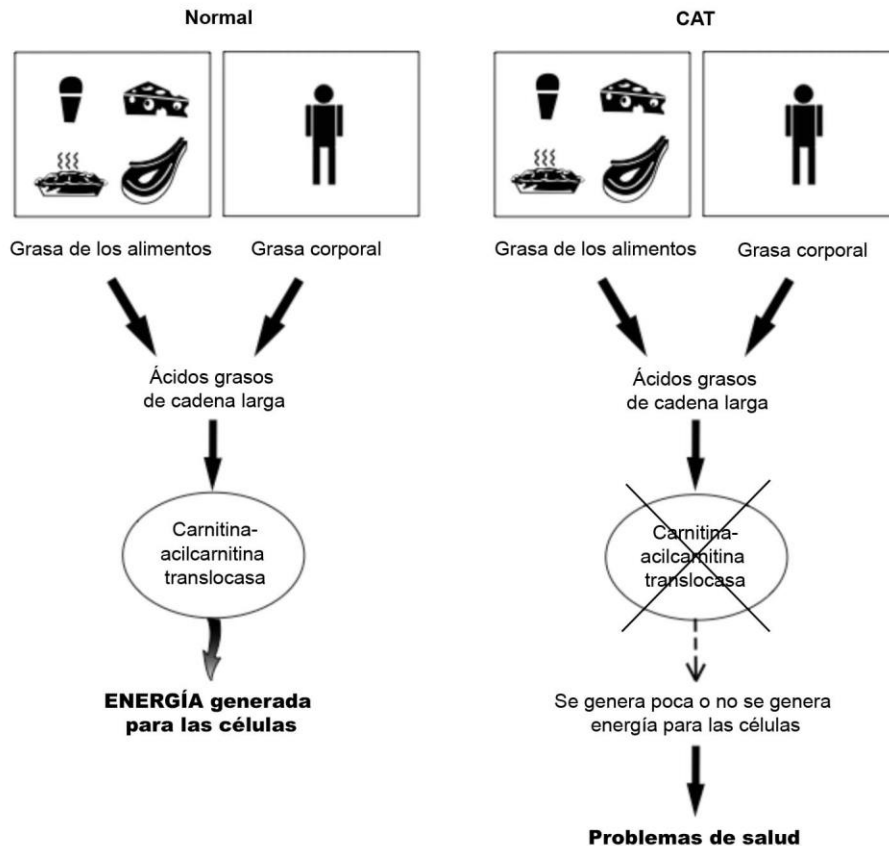 Normal
Grasa de los alimentos
Grasa corporal
Ácidos grasos
de cadena larga
Carnitina-
acilcarnitina
translocasa
ENERGÍA generada
para las células
CAT
Grasa de los alimentos
Grasa corporal
Ácidos grasos
de cadena larga
Carnitina-
acilcarnitina
translocasa
Se genera poca o no se genera
energía para las células
Problemas de salud